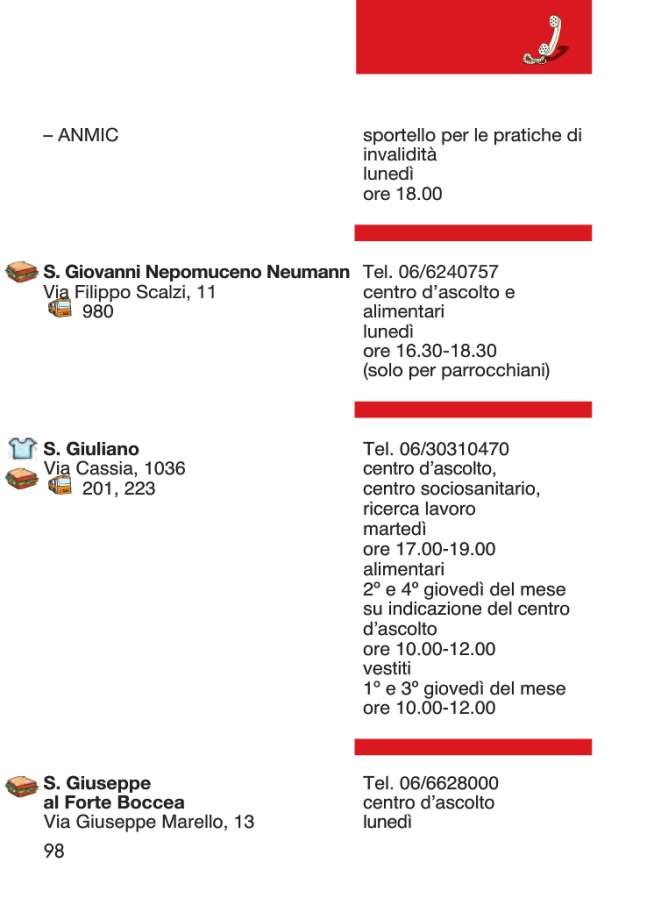 – ANMIC
sportello per le pratiche di
invalidità
lunedì
ore 18.00
S. Giovanni Nepomuceno Neumann
Via Filippo Scalzi, 11
980
Tel. 06/6240757
centro d’ascolto e
alimentari
lunedì
ore 16.30-18.30
(solo per parrocchiani)
S. Giuliano
Via Cassia, 1036
201, 223
Tel. 06/30310470
centro d’ascolto,
centro sociosanitario,
ricerca lavoro
martedì
ore 17.00-19.00
alimentari
2º e 4º giovedì del mese
su indicazione del centro
d’ascolto
ore 10.00-12.00
vestiti
1º e 3º giovedì del mese
ore 10.00-12.00
S. Giuseppe
al Forte Boccea
Via Giuseppe Marello, 13
Tel. 06/6628000
centro d’ascolto
lunedì
98